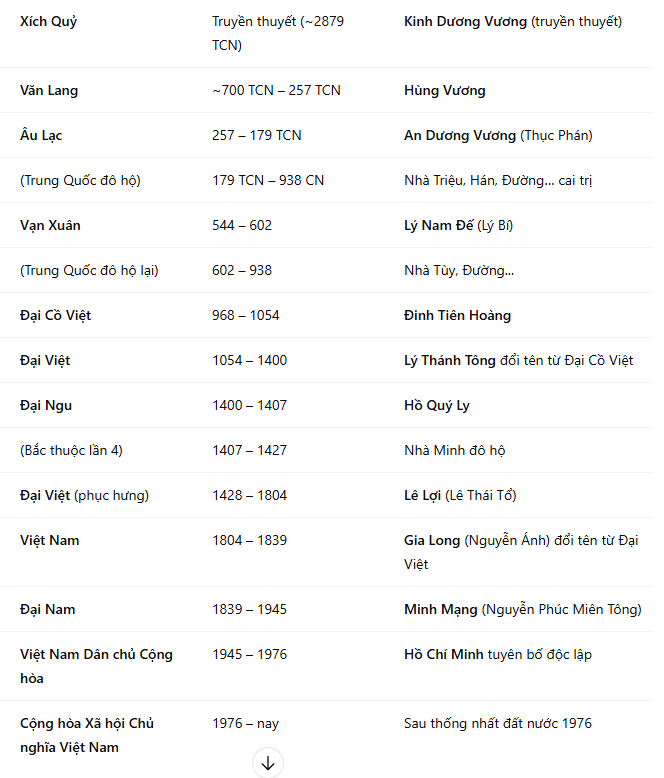 Xích Quỷ
Truyền thuyết (~2879
TCN)
Kinh Dương Vương (truyền thuyết)
Văn Lang
~700 TCN – 257 TCN
Hùng Vương
Âu Lạc
257 – 179 TCN
An Dương Vương (Thục Phán)
(Trung Quốc đô hộ)
179 TCN – 938 CN
Nhà Triệu, Hán, Đường... cai trị
Vạn Xuân
544 – 602
Lý Nam Đế (Lý Bí)
(Trung Quốc đô hộ lại)
602 – 938
Nhà Tùy, Đường...
Đại Cồ Việt
968 – 1054
Đinh Tiên Hoàng
Đại Việt
1054 – 1400
Lý Thánh Tông đổi tên từ Đại Cồ Việt
Đại Ngu
1400 – 1407
Hồ Quý Ly
(Bắc thuộc lần 4)
1407 – 1427
Nhà Minh đô hộ
Đại Việt (phục hưng)
1428 – 1804
Lê Lợi (Lê Thái Tổ)
Việt Nam
1804 – 1839
Gia Long (Nguyễn Ánh) đổi tên từ Đại
Việt
Đại Nam
1839 – 1945
Minh Mạng (Nguyễn Phúc Miên Tông)
Việt Nam Dân chủ Cộng
hòa
1945 – 1976
Hồ Chí Minh tuyên bố độc lập
Cộng hòa Xã hội Chủ
nghĩa Việt Nam
1976 – nay
Sau thống nhất đất nước 1976